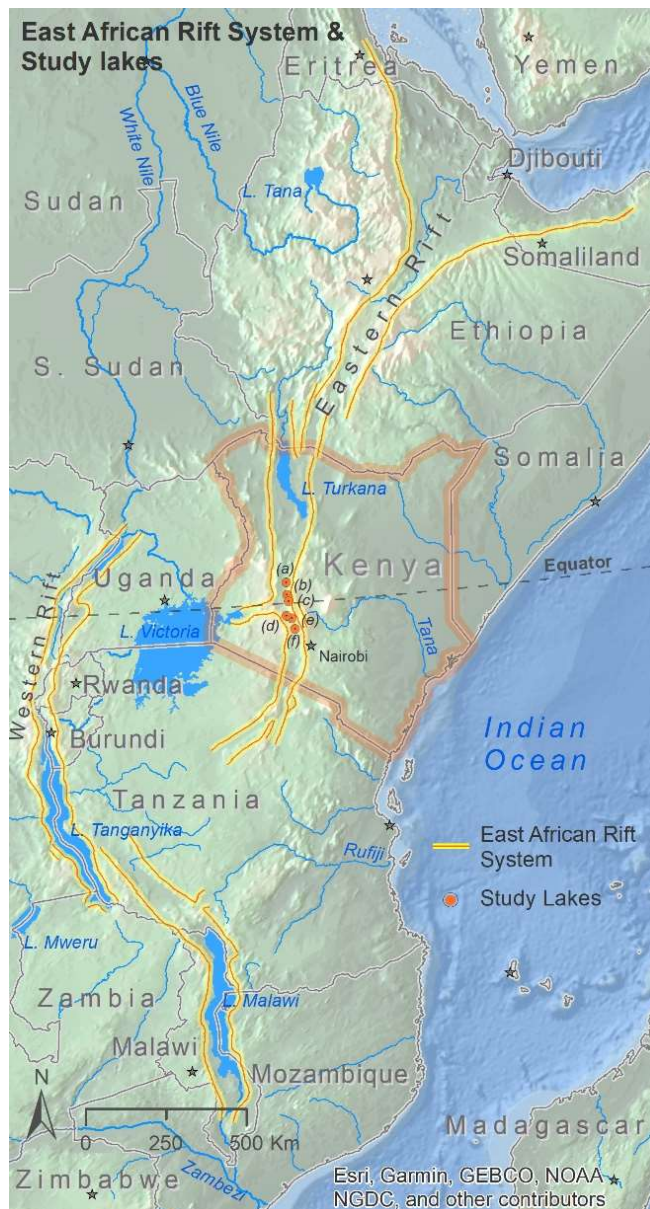 East African Rift System &
Study lakes
Eritrea
Yemen
White Nile
Blue Nile
L. Tana
Djibouti
Sudan
Somaliland
Eastern Rift
Ethiopia
S. Sudan
Somalia
L. Turkana
Kenya
Equator
(a)
(b)
(c)
(d)
(e)
(f)
Uganda
L. Victoria
Tana
Nairobi
Western Rift
Rwanda
Burundi
Indian
Ocean
Tanzania
L. Tanganyika
Rufiji
East African Rift
System
Study Lakes
L. Mweru
Zambia
L. Malawi
Malawi
Mozambique
N
0 250 500 Km
Madagascar
Zambezi
Zimbabwe
Esri, Garmin, GEBCO, NOAA
NGDC, and other contributors